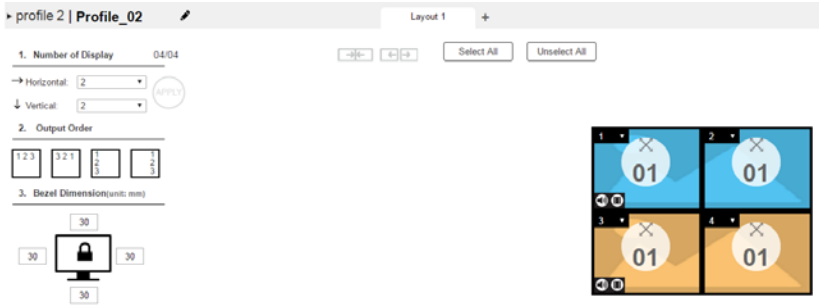 profile 2 | Profile_02
Layout 1 +
1. Number of Display 04/04
Select All
Unselect All
Horizontal: 2
APPLY
Vertical: 2
2. Output Order
1 2 3
3 2 1
1
2
3
1
2
3
3. Bezel Dimension(unit: mm)
30
30
30
30
1
01
2
01
3
01
4
01